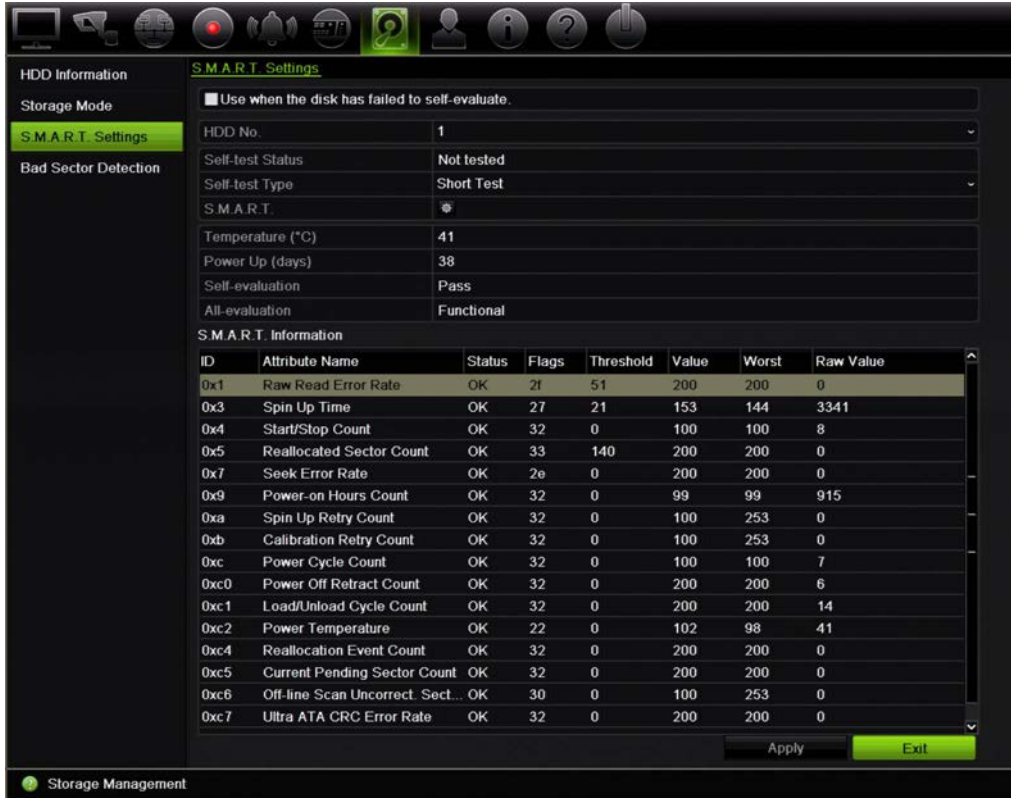 HDD Information
Storage Mode
S.M.A.R.T. Settings
Bad Sector Detection
S.M.A.R.T. Settings
Use when the disk has failed to self-evaluate.
HDD No. 1
Self-test Status Not tested
Self-test Type Short Test
S.M.A.R.T.
Temperature (°C) 41
Power Up (days) 38
Self-evaluation Pass
All-evaluation Functional
S.M.A.R.T. Information
ID Attribute Name Status Flags Threshold Value Worst Raw Value
0x1 Raw Read Error Rate OK 2f 51 200 200 0
0x3 Spin Up Time OK 27 21 153 144 3341
0x4 Start/Stop Count OK 32 0 100 100 8
0x5 Reallocated Sector Count OK 33 140 200 200 0
0x7 Seek Error Rate OK 2e 0 200 200 0
0x9 Power-on Hours Count OK 32 0 99 99 915
0xa Spin Up Retry Count OK 32 0 100 253 0
0xb Calibration Retry Count OK 32 0 100 253 0
0xc Power Cycle Count OK 32 0 100 100 7
0xc0 Power Off Retract Count OK 32 0 200 200 6
0xc1 Load/Unload Cycle Count OK 32 0 200 200 14
0xc2 Power Temperature OK 22 0 102 98 41
0xc4 Reallocation Event Count OK 32 0 200 200 0
0xc5 Current Pending Sector Count OK 32 0 200 200 0
0xc6 Off-line Scan Uncorrect. Sect... OK 30 0 100 253 0
0xc7 Ultra ATA CRC Error Rate OK 32 0 200 200 0
Apply Exit
Storage Management